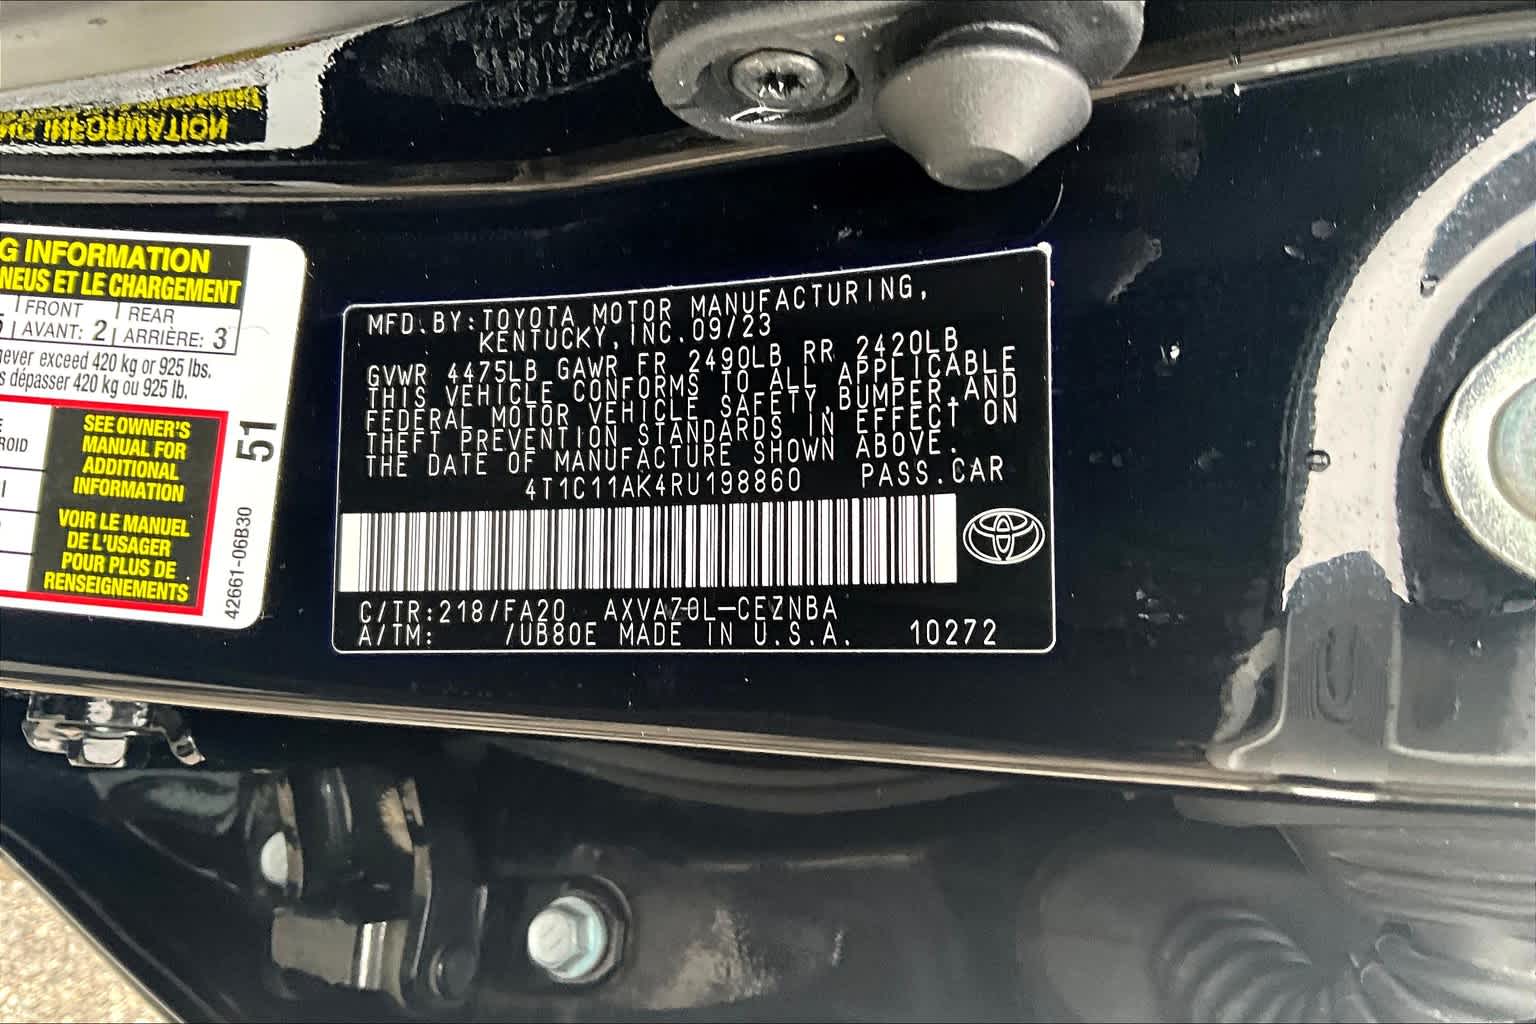 ND INFORMATION
G INFORMATION
NEUS ET LE CHARGEMENT
FRONT REAR
AVANT: 2 ARRIÈRE: 3
never exceed 420 kg or 925 lbs.
s dépasser 420 kg ou 925 lb.
SEE OWNER'S
MANUAL FOR
ADDITIONAL
INFORMATION
VOIR LE MANUEL
DE L'USAGER
POUR PLUS DE
RENSEIGNEMENTS
ROID
51
42661-06B30
MFD.BY:TOYOTA MOTOR MANUFACTURING,
KENTUCKY, INC.09/23
GVWR 4475LB GAWR FR 2490LB RR 2420LB
THIS VEHICLE CONFORMS TO ALL APPLICABLE
FEDERAL MOTOR VEHICLE SAFETY,BUMPER,AND
THEFT PREVENTION STANDARDS IN EFFECT ON
THE DATE OF MANUFACTURE SHOWN ABOVE.
4T1C11AK4RU198860 PASS.CAR
C/TR:218/FA20 AXVA70L-CEZNBA
A/TM: /UB80E MADE IN U.S.A. 10272